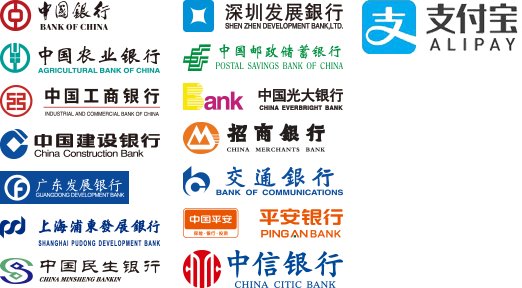 中国銀行
BANK OF CHINA
中国农业银行
AGRICULTURAL BANK OF CHINA
中国工商银行
INDUSTRIAL AND COMMERCIAL BANK OF CHINA
中国建设银行
China Construction Bank
广东发展銀行
GUANGDONG DEVELOPMENT BANK
上海浦東發展銀行
SHANGHAI PUDONG DEVELOPMENT BANK
中国民生银行
CHINA MINSHENG BANKIN
深圳发展銀行
SHEN ZHEN DEVELOPMENT BANK,LTD.
中国邮政储蓄银行
POSTAL SAVINGS BANK OF CHINA
Bank
中国光大银行
CHINA EVERBRIGHT BANK
招商银行
CHINA MERCHANTS BANK
交通銀行
BANK OF COMMUNICATIONS
中国平安
保险·银行·投资
平安银行
PING AN BANK
中信银行
CHINA CITIC BANK
支
支付宝
ALIPAY